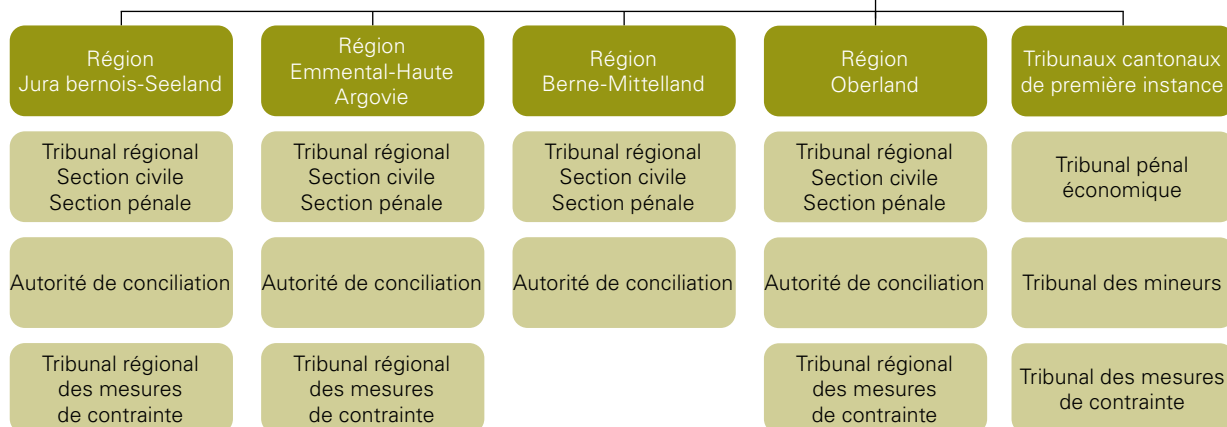 Région
Jura bernois-Seeland
Région
Emmental-Haute
Argovie
Région
Berne-Mittelland
Région
Oberland
Tribunaux cantonaux
de première instance
Tribunal régional
Section civile
Section pénale
Tribunal régional
Section civile
Section pénale
Tribunal régional
Section civile
Section pénale
Tribunal régional
Section civile
Section pénale
Tribunal pénal
économique
Autorité de conciliation
Autorité de conciliation
Autorité de conciliation
Autorité de conciliation
Tribunal des mineurs
Tribunal régional
des mesures
de contrainte
Tribunal régional
des mesures
de contrainte
Tribunal régional
des mesures
de contrainte
Tribunal des mesures
de contrainte